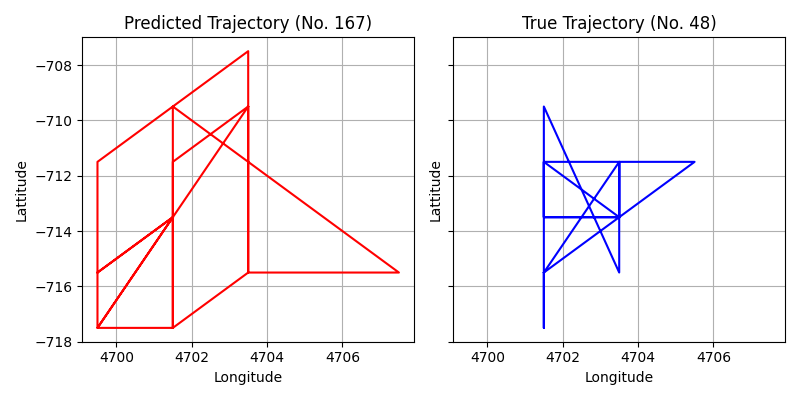 Predicted Trajectory (No. 167)
True Trajectory (No. 48)
−708
−710
−712
−714
−716
−718
Lattitude
Lattitude
4700 4702 4704 4706
4700 4702 4704 4706
Longitude
Longitude